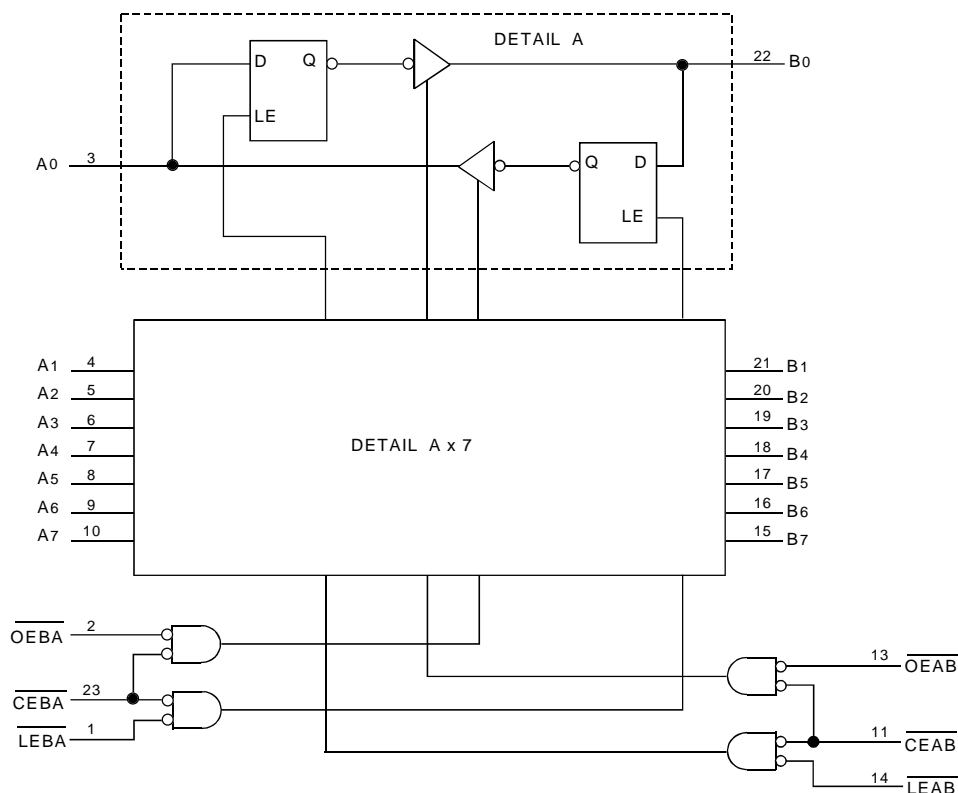 DETAIL A
D Q
22 B0
LE
A0 3
Q D
LE
A1 4
21 B1
A2 5
20 B2
A3 6
19 B3
A4 7
18 B4
DETAIL A x 7
A5 8
17 B5
A6 9
16 B6
A7 10
15 B7
OEBA 2
13 OEAB
CEBA 23
11 CEAB
LEBA 1
14 LEAB